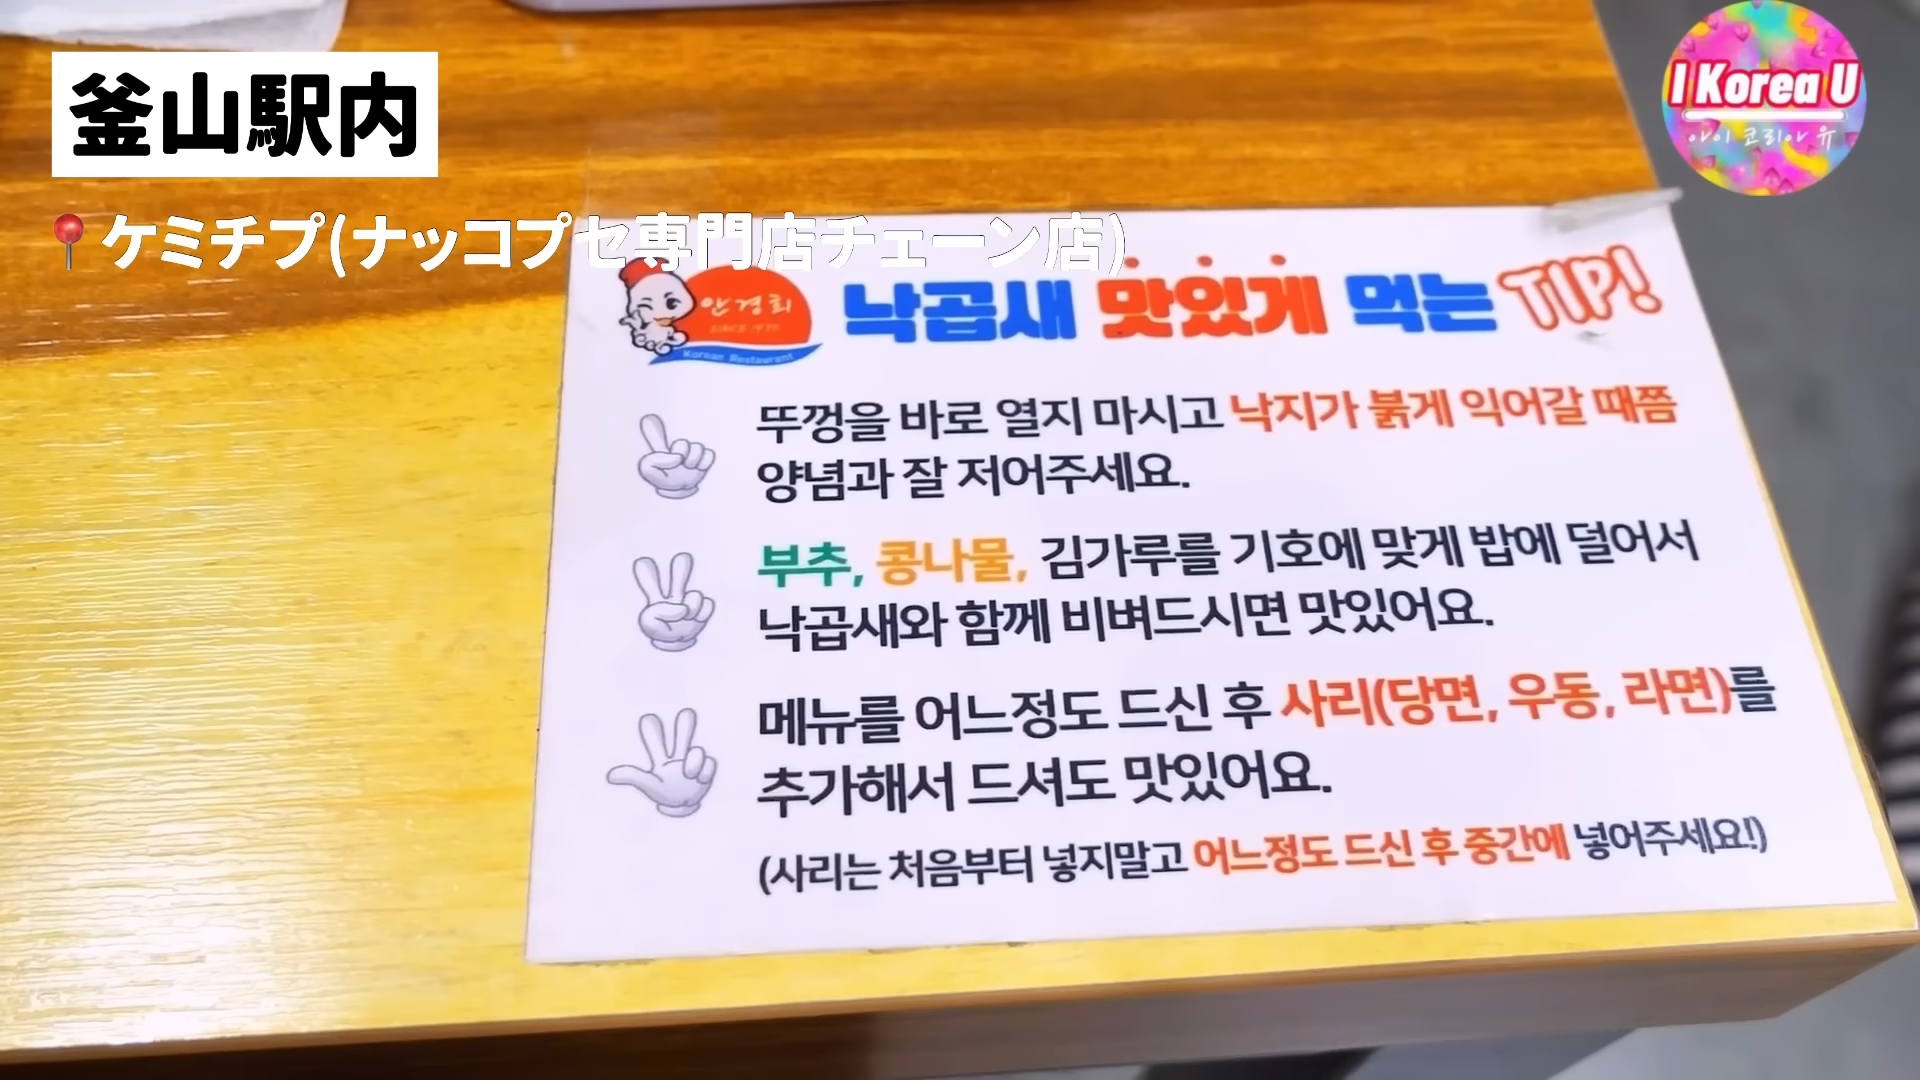 釜山駅内
I Korea U
아이 코리아 유
📍ケミチプ(ナッコプセ専門店チェーン店)
Korean Restaurant
낙곱새 맛있게 먹는 TIP!
뚜껑을 바로 열지 마시고 낙지가 붉게 익어갈 때쯤
양념과 잘 저어주세요.
부추, 콩나물, 김가루를 기호에 맞게 밥에 덜어서
낙곱새와 함께 비벼드시면 맛있어요.
메뉴를 어느정도 드신 후 사리(당면, 우동, 라면)를
추가해서 드셔도 맛있어요.
(사리는 처음부터 넣지말고 어느정도 드신 후 중간에 넣어주세요!)